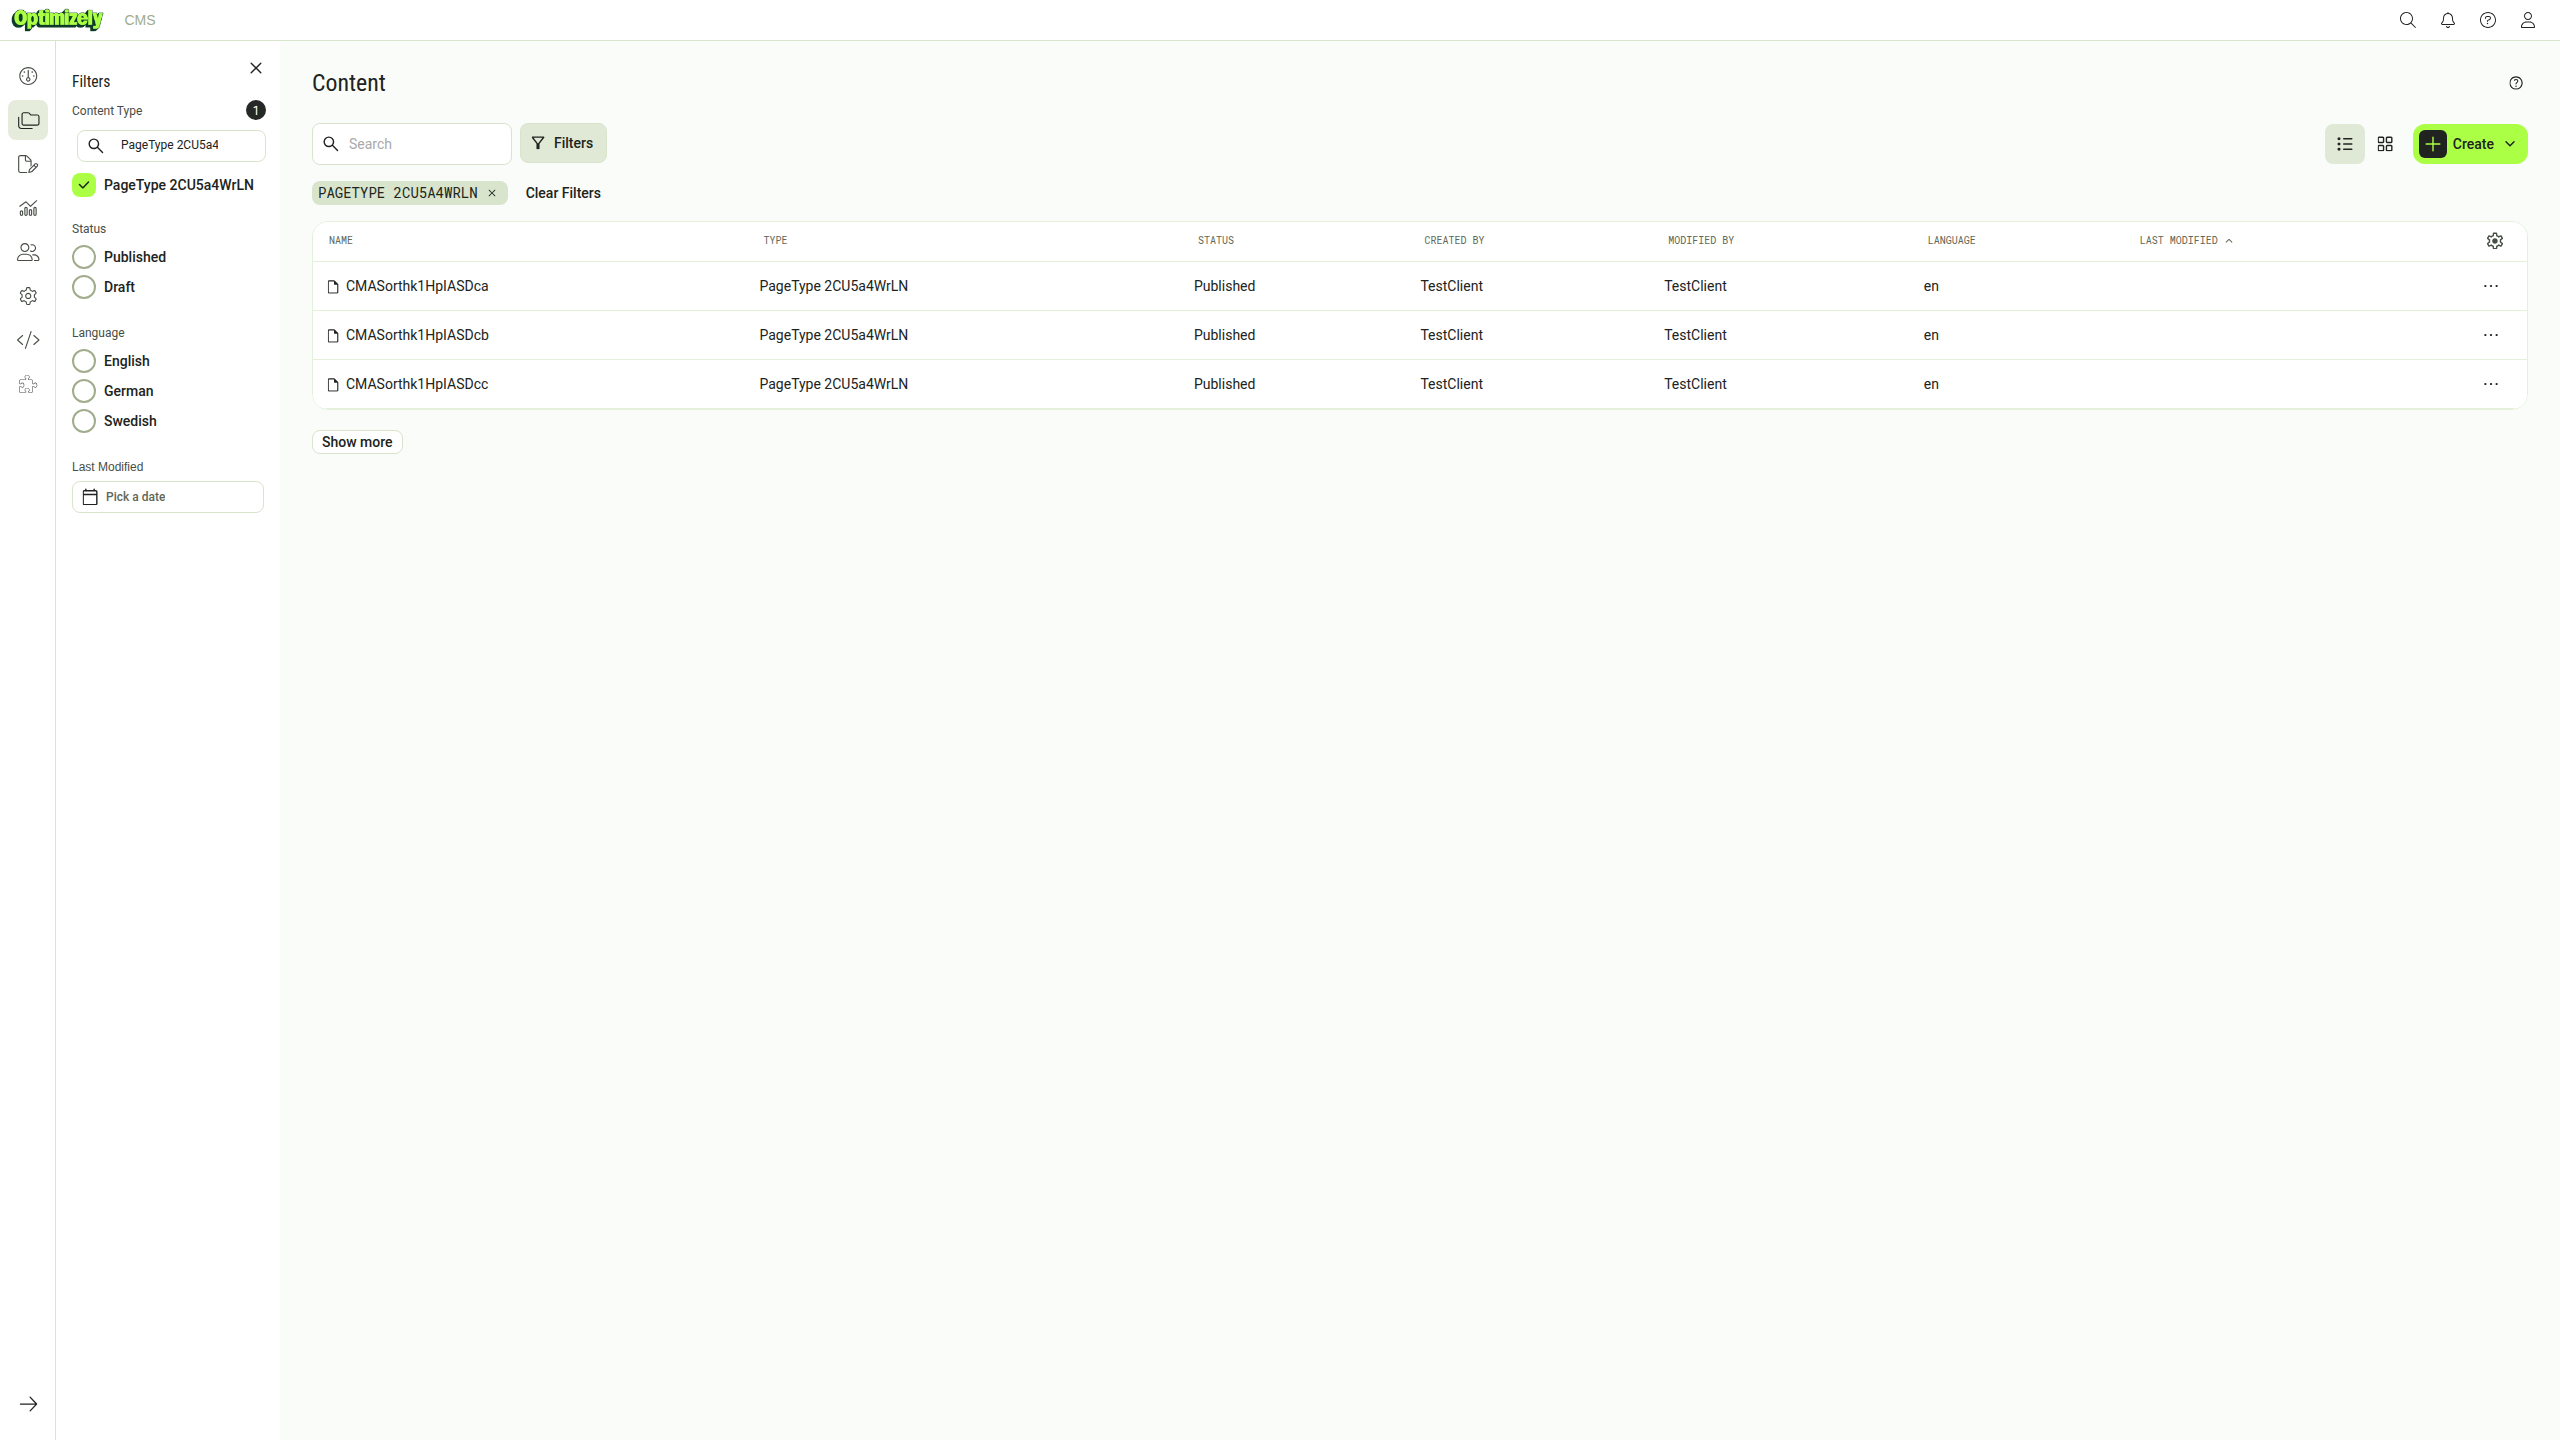 Optimizely CMS
Filters
Content Type 1
PageType 2CU5a4
PageType 2CU5a4WrLN
Status
Published
Draft
Language
English
German
Swedish
Last Modified
Pick a date
Content
Search Filters Create
PAGETYPE 2CU5A4WRLN × Clear Filters
NAME TYPE STATUS CREATED BY MODIFIED BY LANGUAGE LAST MODIFIED
CMASorthk1HpIASDca PageType 2CU5a4WrLN Published TestClient TestClient en
CMASorthk1HpIASDcb PageType 2CU5a4WrLN Published TestClient TestClient en
CMASorthk1HpIASDcc PageType 2CU5a4WrLN Published TestClient TestClient en
Show more